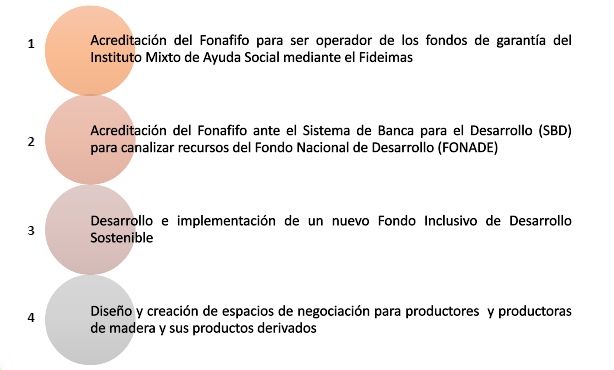 1 Acreditación del Fonafifo para ser operador de los fondos de garantía del
Instituto Mixto de Ayuda Social mediante el Fideimas
2 Acreditación del Fonafifo ante el Sistema de Banca para el Desarrollo (SBD)
para canalizar recursos del Fondo Nacional de Desarrollo (FONADE)
3 Desarrollo e implementación de un nuevo Fondo Inclusivo de Desarrollo
Sostenible
4 Diseño y creación de espacios de negociación para productores y productoras
de madera y sus productos derivados